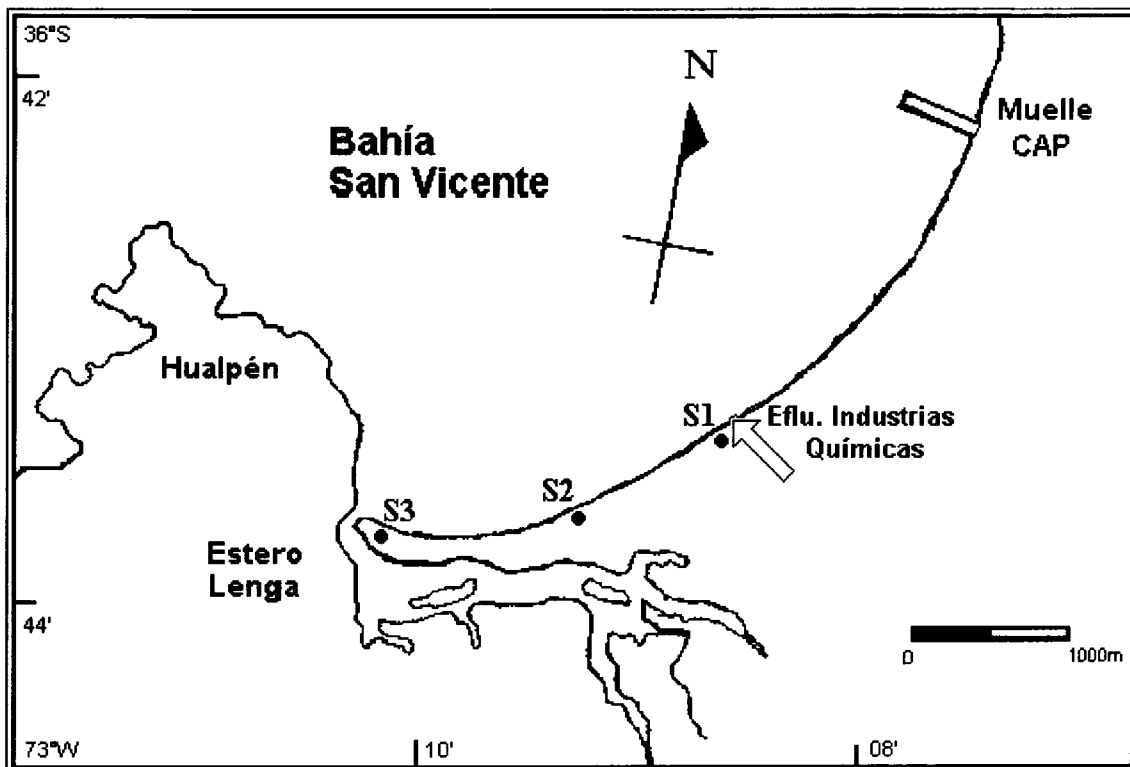 36°S
42'
N
Bahía
San Vicente
Muelle
CAP
Hualpén
S1
Eflu. Industrias
Químicas
S2
S3
Estero
Lenga
44'
0
1000m
73°W
10'
08'